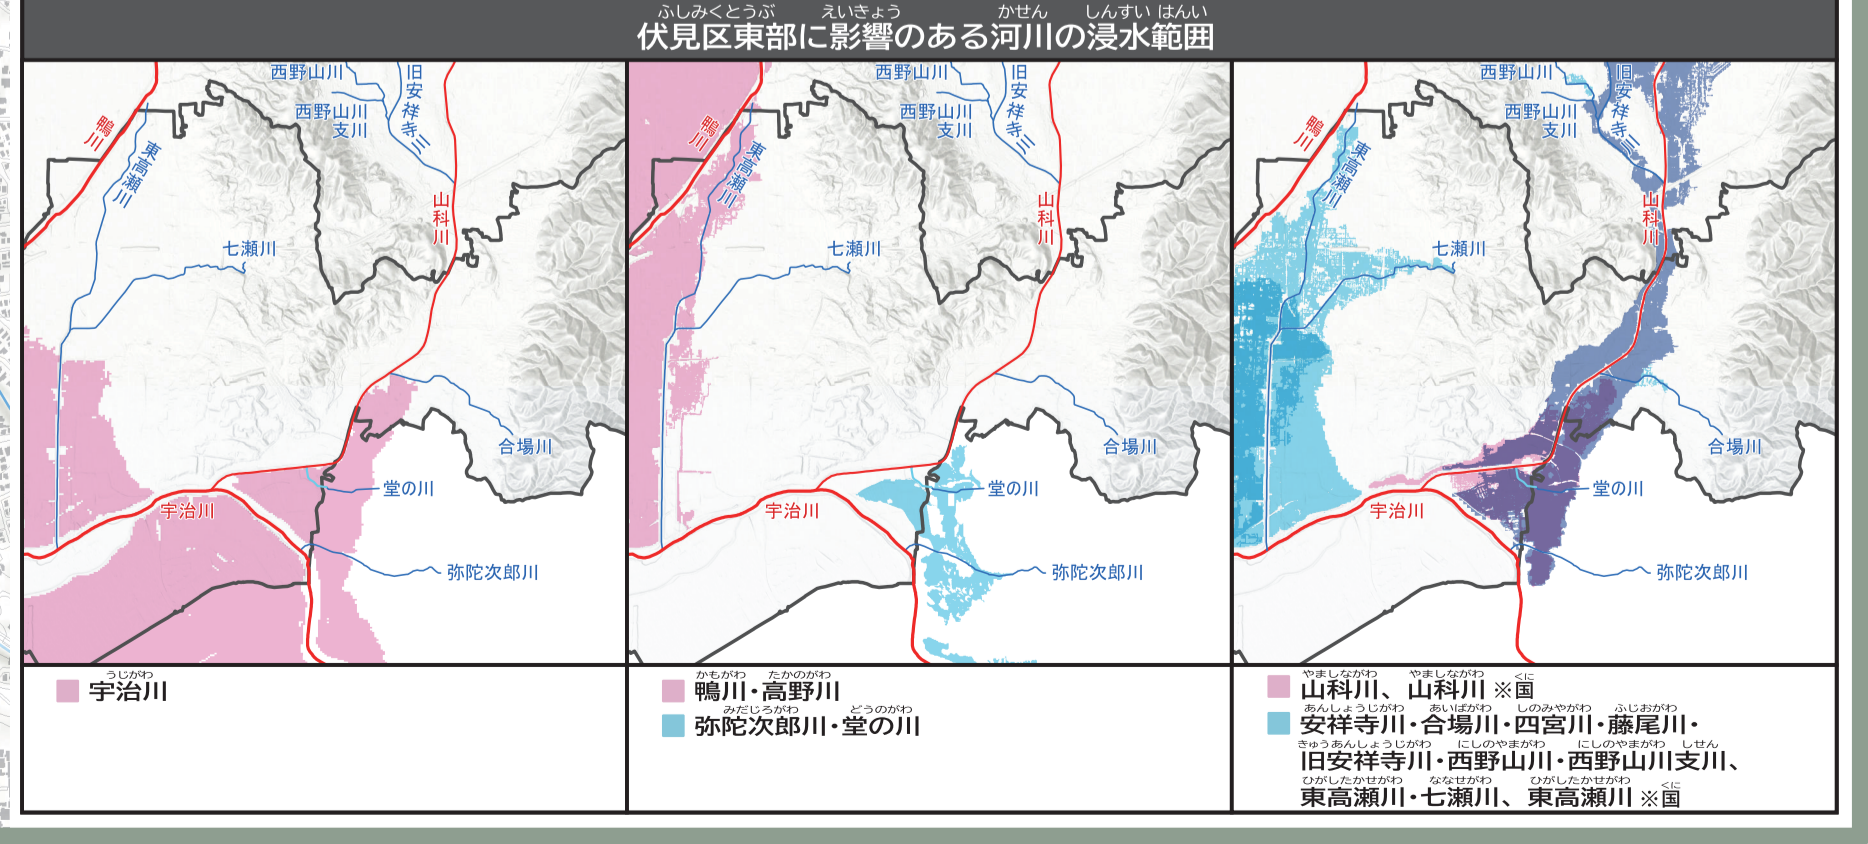 ふしみくとうぶ えいきょう かせん しんすい はんい
伏見区東部に影響のある河川の浸水範囲
西野山川
旧安祥寺川
西野山川
支川
鴨川
東高瀬川
山科川
七瀬川
合場川
堂の川
宇治川
弥陀次郎川
西野山川
旧安祥寺川
西野山川
支川
鴨川
東高瀬川
山科川
七瀬川
合場川
堂の川
宇治川
弥陀次郎川
西野山川
旧安祥寺川
西野山川
支川
鴨川
東高瀬川
山科川
七瀬川
合場川
堂の川
宇治川
弥陀次郎川
うじがわ
宇治川
かもがわ たかのがわ
鴨川・高野川
みだじろがわ どうのがわ
弥陀次郎川・堂の川
やましながわ やましながわ くに
山科川、山科川 ※国
あんしょうじがわ あいばがわ しのみやがわ ふじおがわ
安祥寺川・合場川・四宮川・藤尾川・
きゅうあんしょうじがわ にしのやまがわ にしのやまがわ しせん
旧安祥寺川・西野山川・西野山川支川、
ひがしたかせがわ ななせがわ ひがしたかせがわ くに
東高瀬川・七瀬川、東高瀬川 ※国